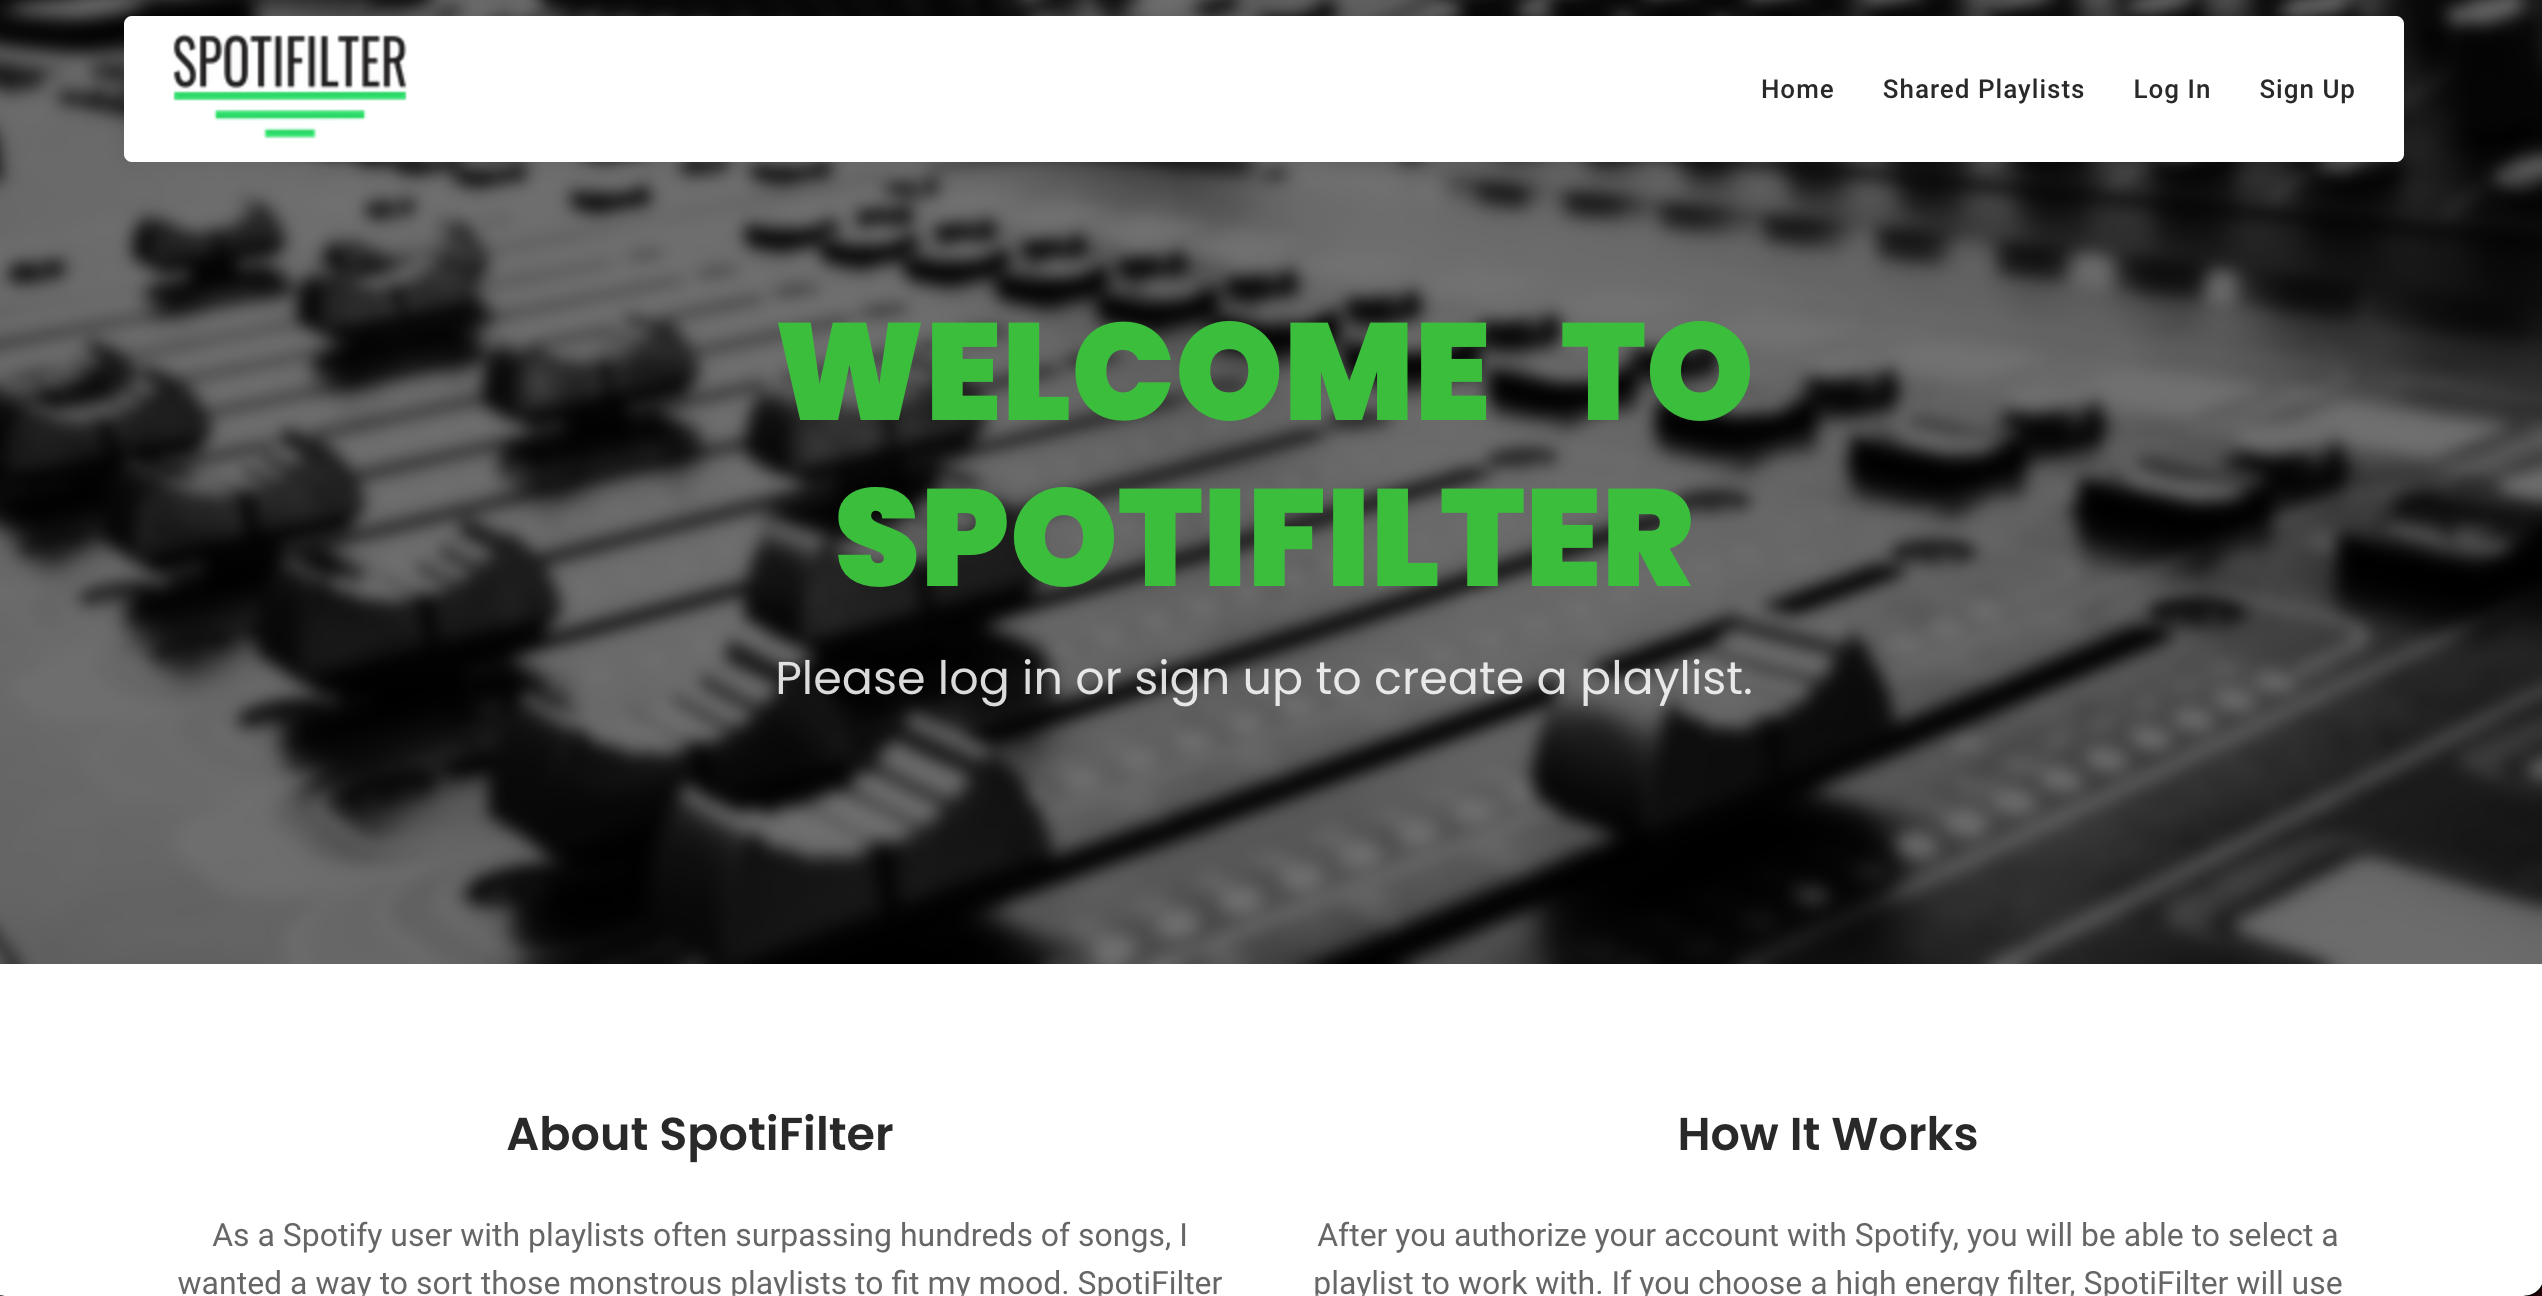 SPOTIFILTER
Home Shared Playlists Log In Sign Up
WELCOME TO
SPOTIFILTER
Please log in or sign up to create a playlist.
About SpotiFilter
As a Spotify user with playlists often surpassing hundreds of songs, I
wanted a way to sort those monstrous playlists to fit my mood. SpotiFilter
How It Works
After you authorize your account with Spotify, you will be able to select a
playlist to work with. If you choose a high energy filter, SpotiFilter will use